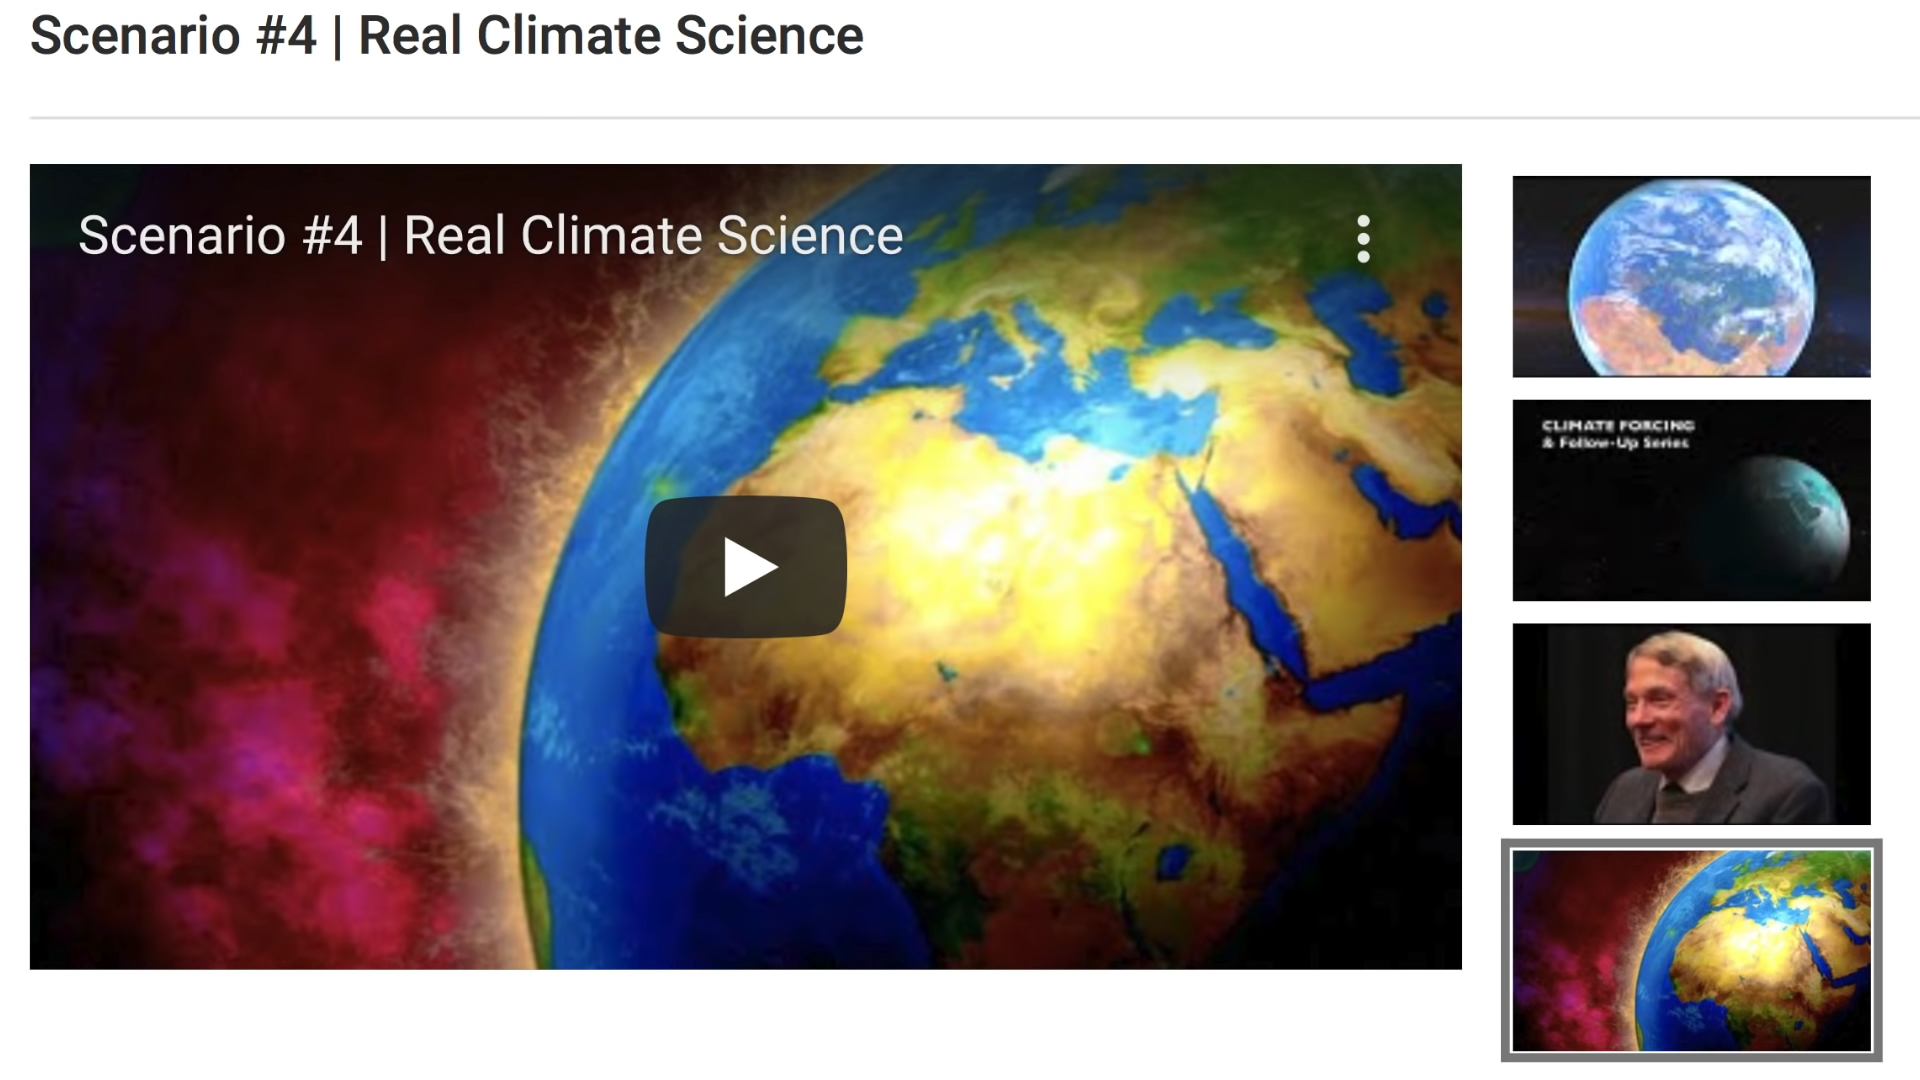 Scenario #4 | Real Climate Science
Scenario #4 | Real Climate Science
CLIMATE FORCING
& Follow-Up Series